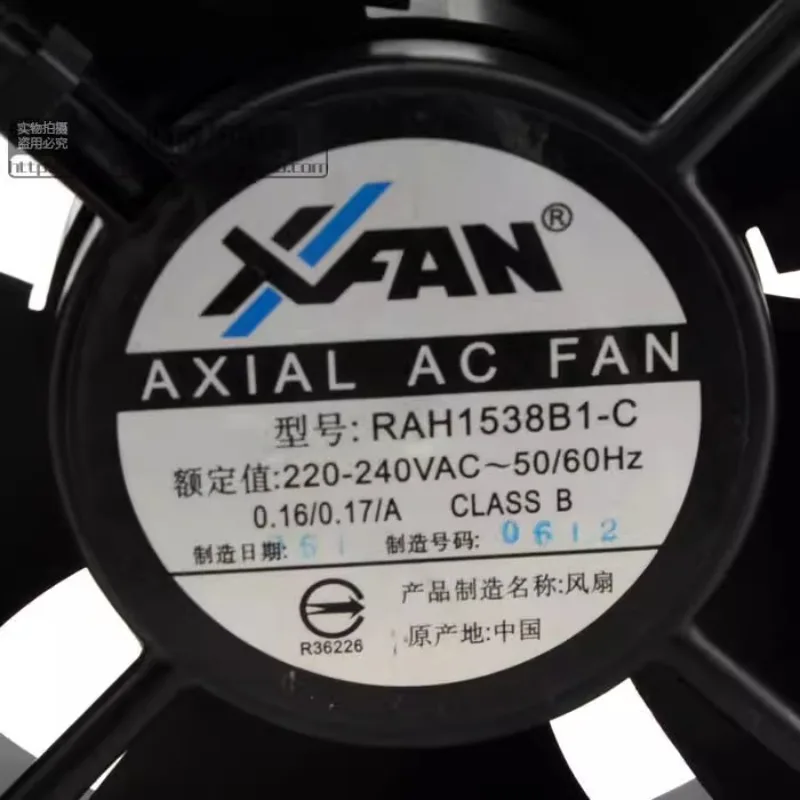 实物拍摄
盗用必究
XFAN®
AXIAL AC FAN
型号: RAH1538B1-C
额定值:220-240VAC～50/60Hz
0.16/0.17/A CLASS B
制造日期: 制造号码: 0612
产品制造名称:风扇
R36226
原产地:中国